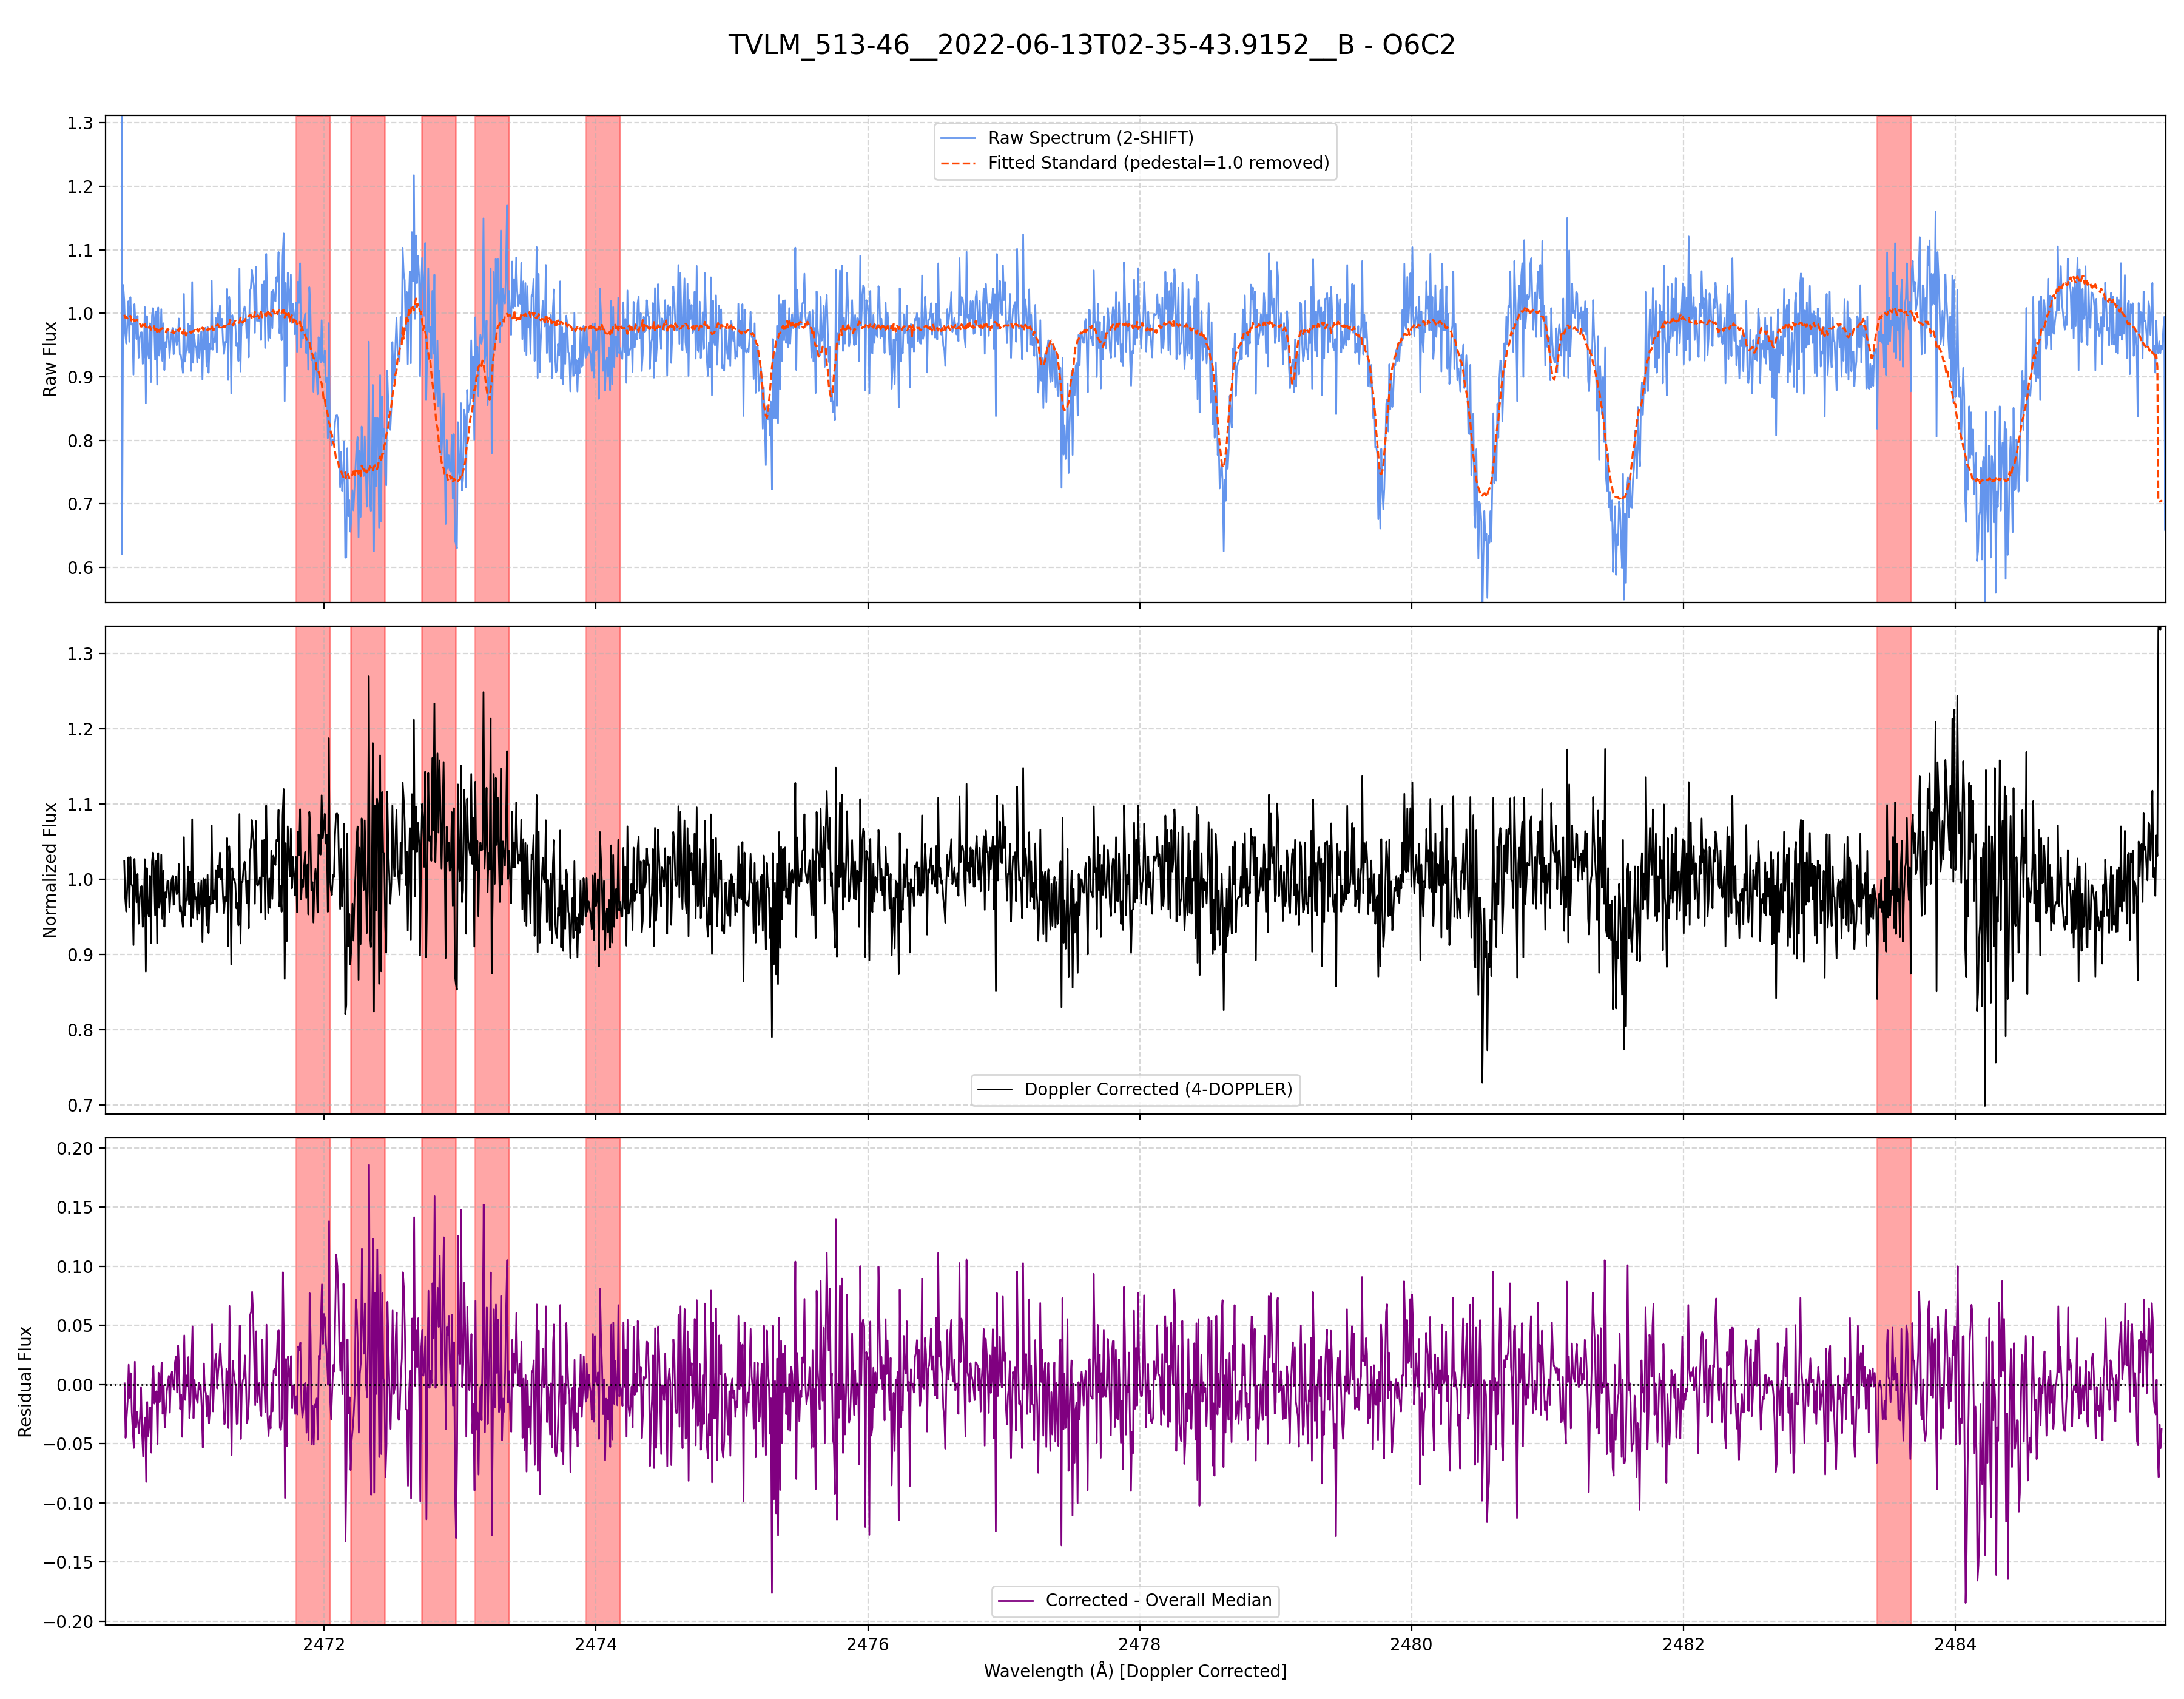 TVLM_513-46__2022-06-13T02-35-43.9152__B - O6C2
Raw Flux
1.3
1.2
1.1
1.0
0.9
0.8
0.7
0.6
Raw Spectrum (2-SHIFT)
Fitted Standard (pedestal=1.0 removed)
Normalized Flux
1.3
1.2
1.1
1.0
0.9
0.8
0.7
Doppler Corrected (4-DOPPLER)
Residual Flux
0.20
0.15
0.10
0.05
0.00
−0.05
−0.10
−0.15
−0.20
Corrected - Overall Median
2472 2474 2476 2478 2480 2482 2484
Wavelength (Å) [Doppler Corrected]